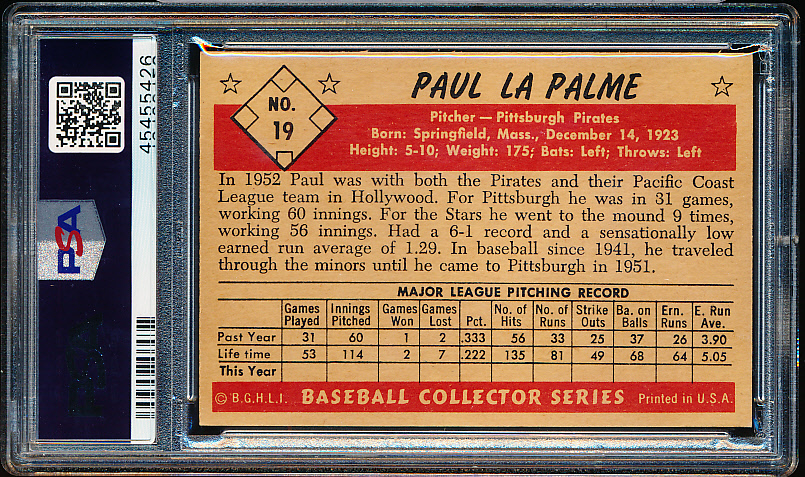 45455426
PSA
NO.
19
PAUL LA PALME
Pitcher — Pittsburgh Pirates
Born: Springfield, Mass., December 14, 1923
Height: 5-10; Weight: 175; Bats: Left; Throws: Left
In 1952 Paul was with both the Pirates and their Pacific Coast
League team in Hollywood. For Pittsburgh he was in 31 games,
working 60 innings. For the Stars he went to the mound 9 times,
working 56 innings. Had a 6-1 record and a sensationally low
earned run average of 1.29. In baseball since 1941, he traveled
through the minors until he came to Pittsburgh in 1951.
MAJOR LEAGUE PITCHING RECORD
Games Innings Games Games No. of No. of Strike Ba. on Ern. E. Run
Played Pitched Won Lost Pct. Hits Runs Outs Balls Runs Ave.
Past Year 31 60 1 2 .333 56 33 25 37 26 3.90
Life time 53 114 2 7 .222 135 81 49 68 64 5.05
This Year
© B.G.H.L.I. BASEBALL COLLECTOR SERIES Printed in U.S.A.